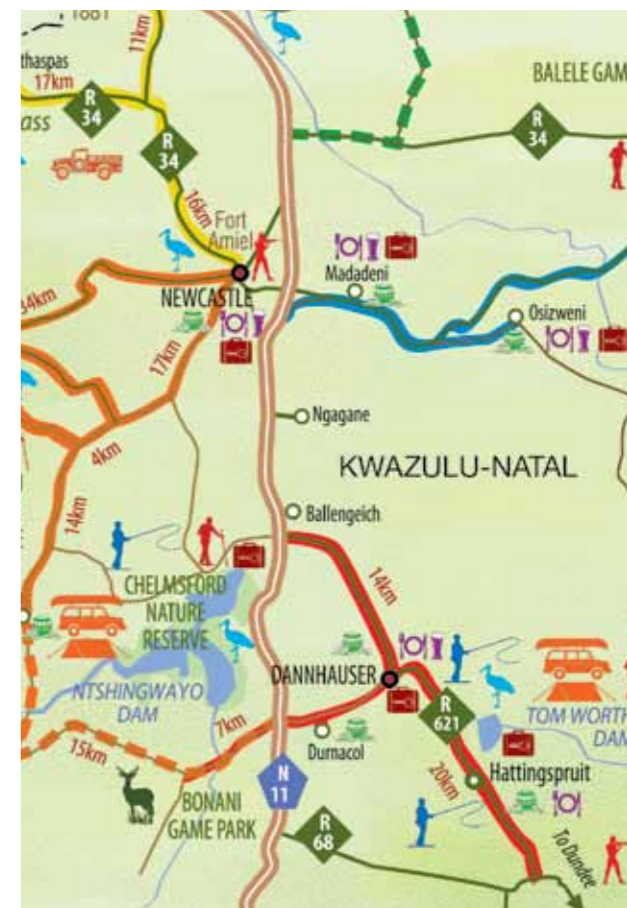 1881
11km
thaspas
17km
BALELE GAM
R
34
ass
R
34
R
34
16km
Fort
Amiel
Madadeni
34km
NEWCASTLE
Osizweni
17km
Ngagane
4km
KWAZULU-NATAL
14km
Ballengeich
CHELMSFORD
NATURE
RESERVE
14km
DANNHAUSER
NTSHINGWAYO
DAM
R
621
TOM WORTH
DAM
7km
15km
Durnacol
N
11
20km
Hattingspruit
BONANI
GAME PARK
R
68
To Dundee